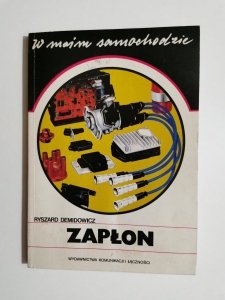 W moim samochodzie
RYSZARD DEMIDOWICZ
ZAPŁON
WYDAWNICTWA KOMUNIKACJI I ŁĄCZNOŚCI